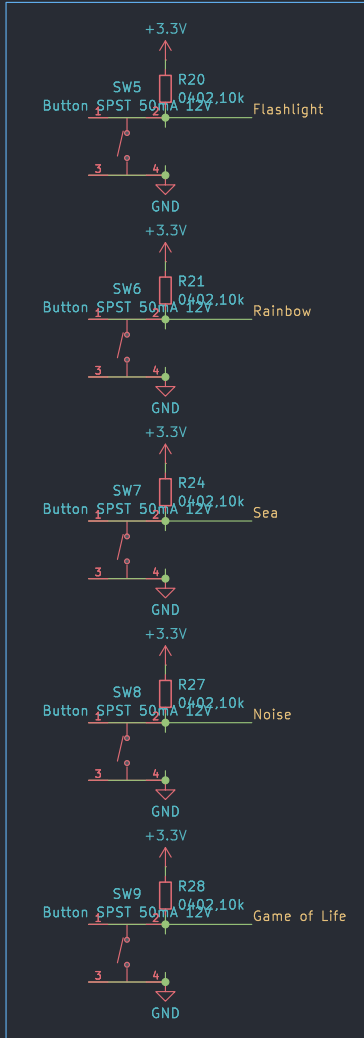 +3.3V
SW5
R20
Button SPST 50mA 12V
0402,10k
1
2
Flashlight
3
4
GND
+3.3V
SW6
R21
Button SPST 50mA 12V
0402,10k
1
2
Rainbow
3
4
GND
+3.3V
SW7
R24
Button SPST 50mA 12V
0402,10k
1
2
Sea
3
4
GND
+3.3V
SW8
R27
Button SPST 50mA 12V
0402,10k
1
2
Noise
3
4
GND
+3.3V
SW9
R28
Button SPST 50mA 12V
0402,10k
1
2
Game of Life
3
4
GND